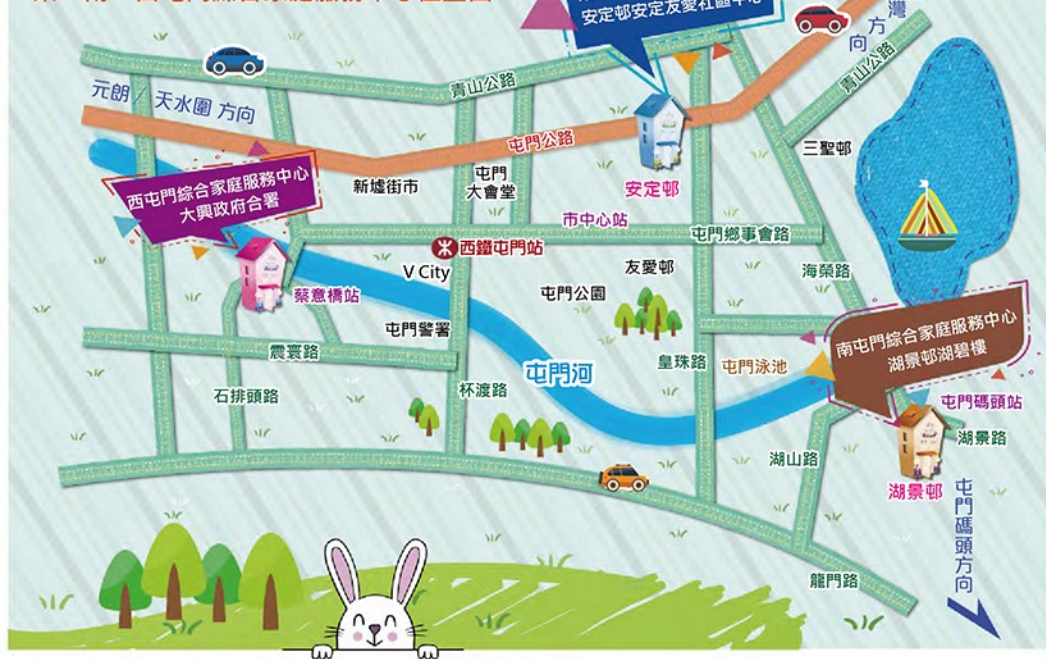 安定邨安定友愛社區中心
灣
方
向
青山公路
元朗 / 天水圍 方向
青山公路
屯門公路
三聖邨
西屯門綜合家庭服務中心
大興政府合署
新墟街市
屯門
大會堂
安定邨
市中心站
屯門鄉事會路
西鐵屯門站
V City
友愛邨
海榮路
蔡意橋站
屯門公園
屯門警署
南屯門綜合家庭服務中心
湖景邨湖碧樓
震寰路
屯門河
皇珠路
屯門泳池
石排頭路
杯渡路
屯門碼頭站
湖景路
湖山路
湖景邨
屯門碼頭方向
龍門路